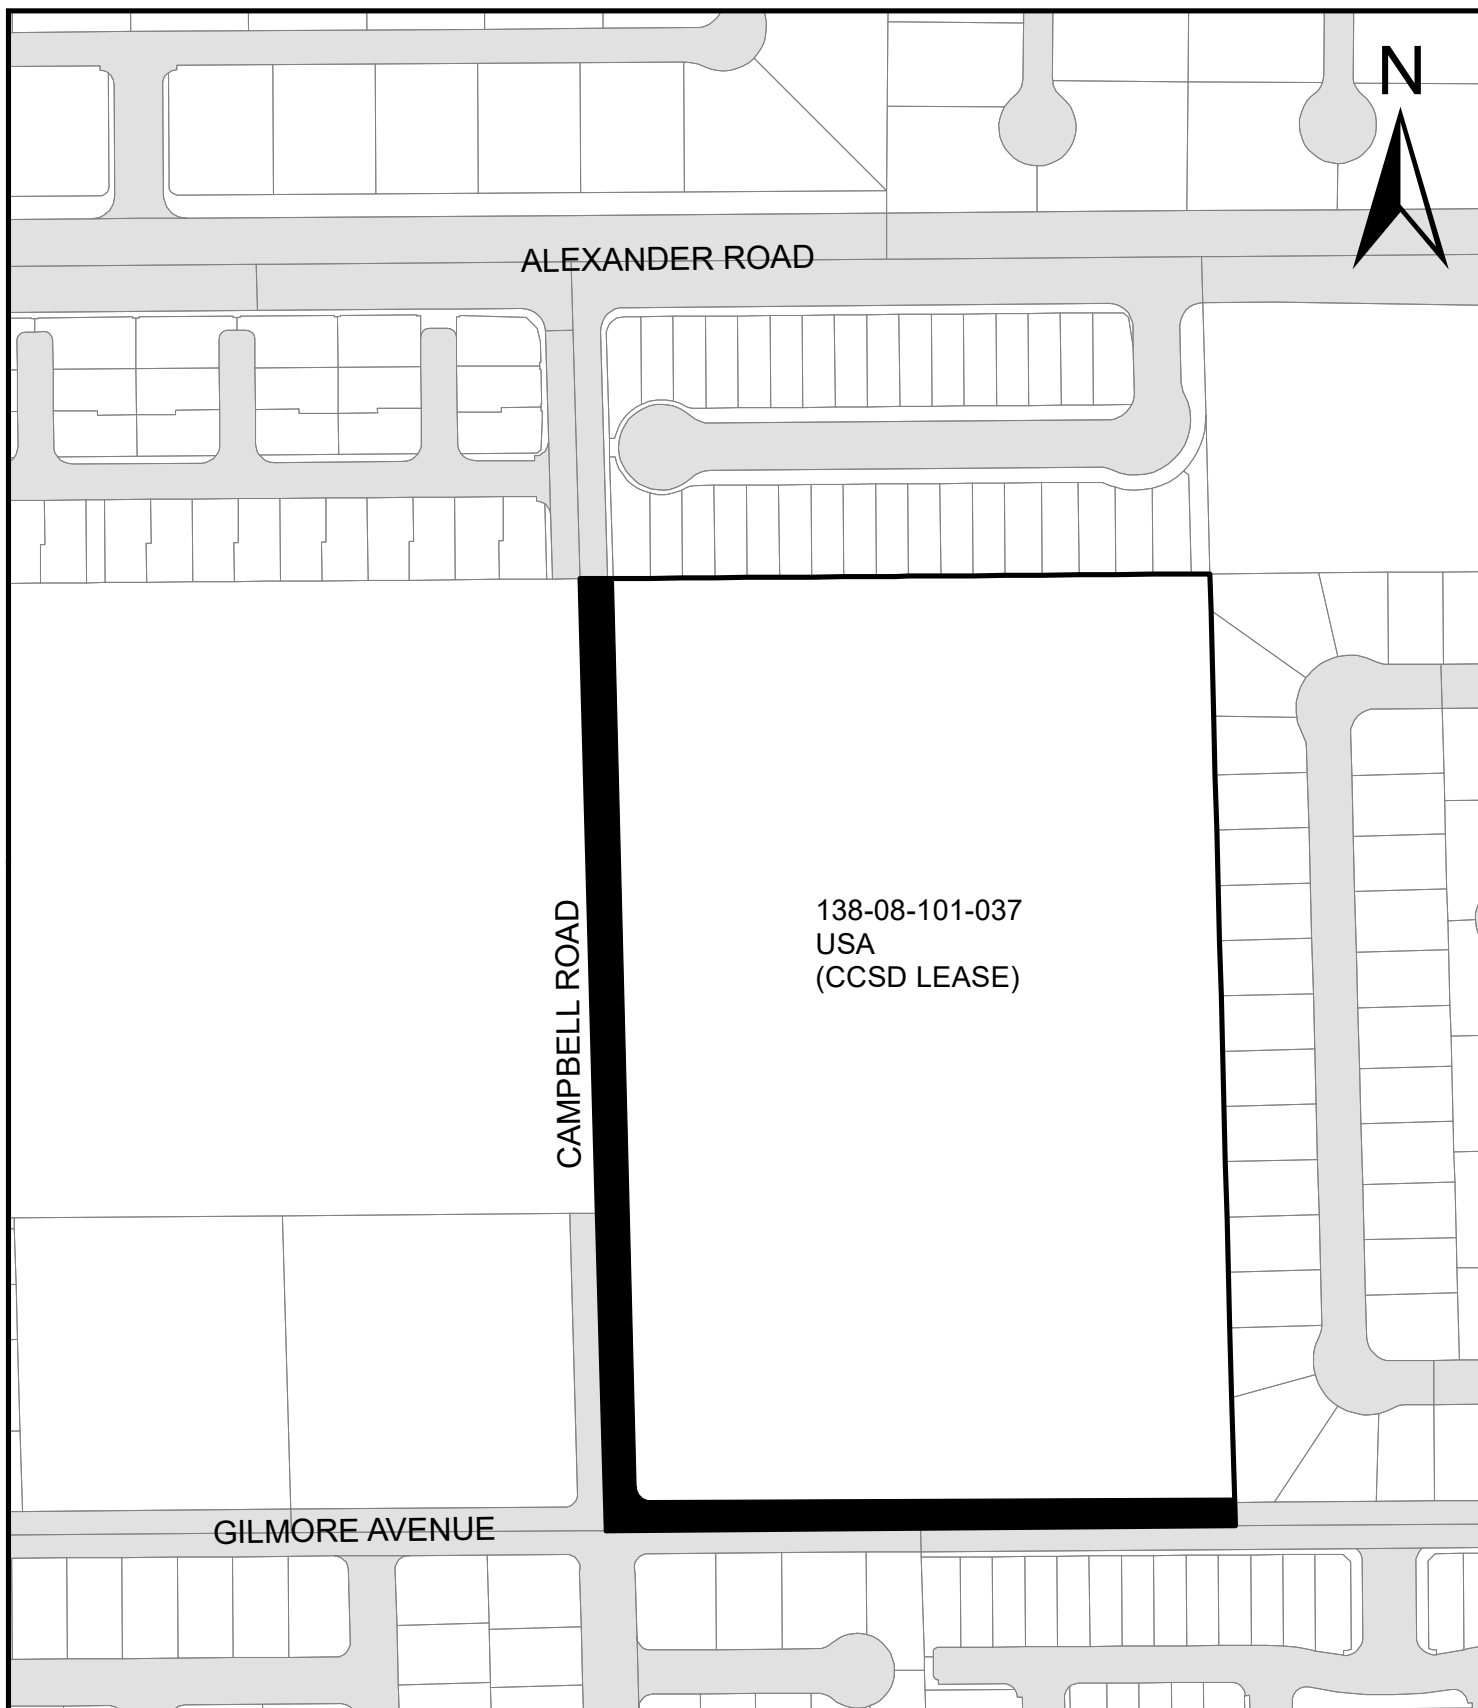 N
ALEXANDER ROAD
138-08-101-037
USA
(CCSD LEASE)
CAMPBELL ROAD
GILMORE AVENUE